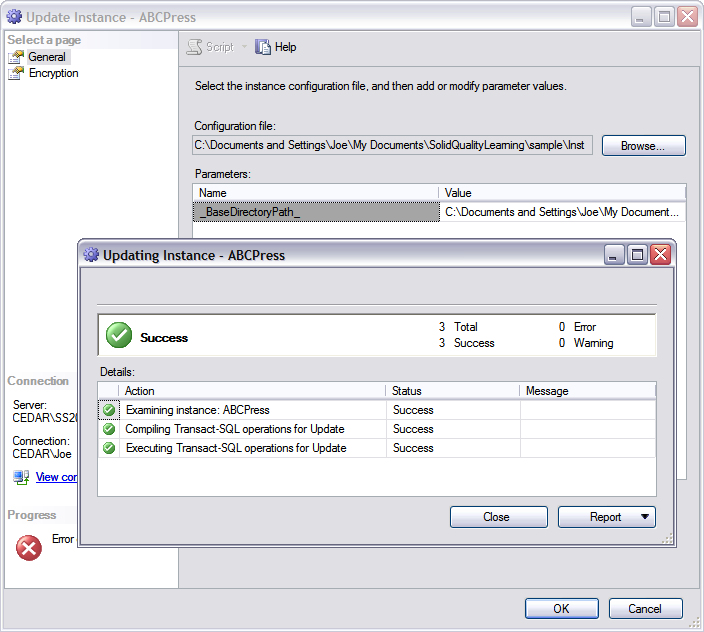 Update Instance - ABCPress
Select a page
General
Encryption
Script
Help
Select the instance configuration file, and then add or modify parameter values.
Configuration file:
C:\Documents and Settings\Joe\My Documents\SolidQualityLearning\sample\Inst
Browse...
Parameters:
Name Value
_BaseDirectoryPath_ C:\Documents and Settings\Joe\My Document...
Updating Instance - ABCPress
Success
3 Total 0 Error
3 Success 0 Warning
Details:
Action Status Message
Examining instance: ABCPress Success
Compiling Transact-SQL operations for Update Success
Executing Transact-SQL operations for Update Success
Close
Report
Connection
Server:
CEDAR\SS20
Connection:
CEDAR\Joe
View con
Progress
Error
OK
Cancel